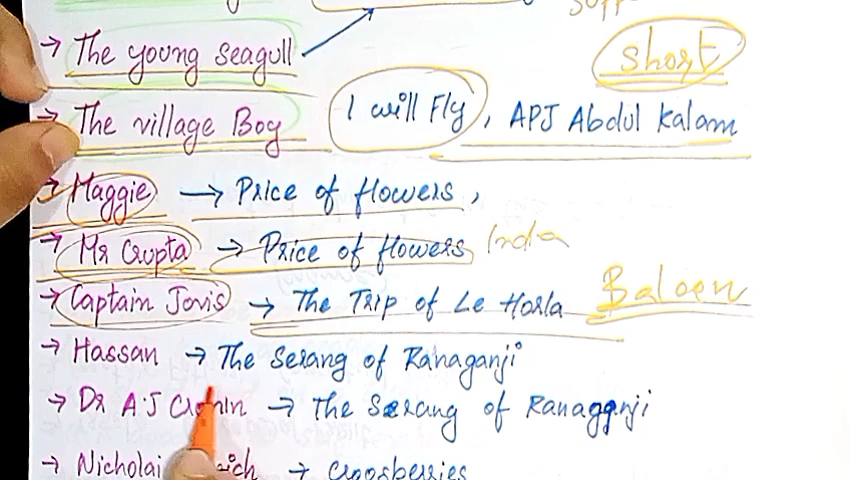 → The young seagull short
→ The village Boy I will Fly, APJ Abdul Kalam
→ Maggie → Price of flowers,
→ Mr Gupta → Price of flowers India
→ Captain Jovis → The Trip of Le Horla Baloon
→ Hassan → The Serang of Ranaganji
→ Dr A.J Cronin → The Serang of Ranaganji
→ Nicholai → Goosberries